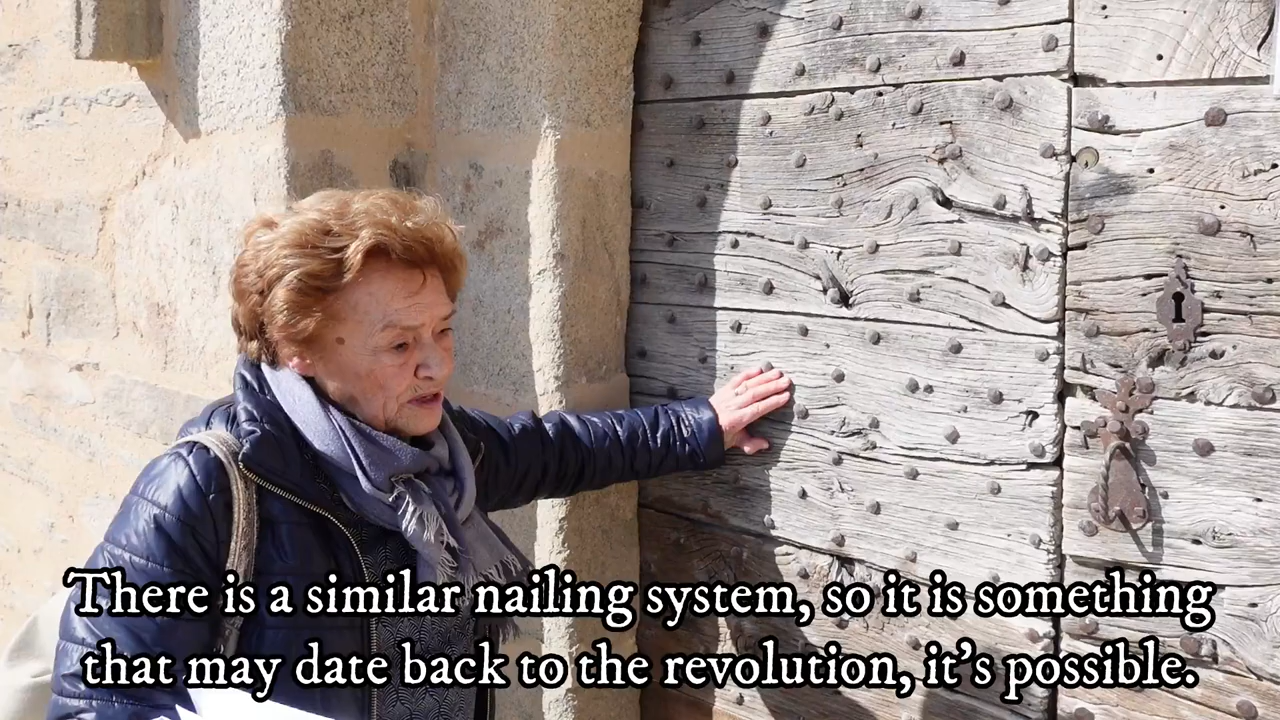 There is a similar nailing system, so it is something
that may date back to the revolution, it’s possible.